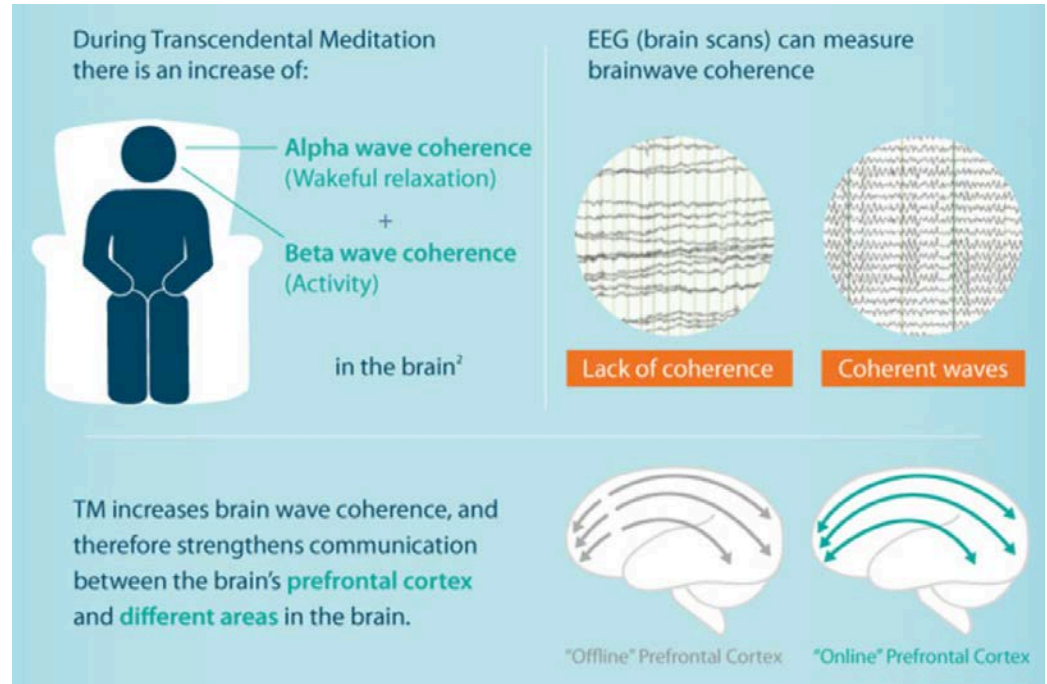 During Transcendental Meditation
there is an increase of:
Alpha wave coherence
(Wakeful relaxation)
+
Beta wave coherence
(Activity)
in the brain²
EEG (brain scans) can measure
brainwave coherence
Lack of coherence
Coherent waves
TM increases brain wave coherence, and
therefore strengthens communication
between the brain's prefrontal cortex
and different areas in the brain.
"Offline" Prefrontal Cortex
"Online" Prefrontal Cortex